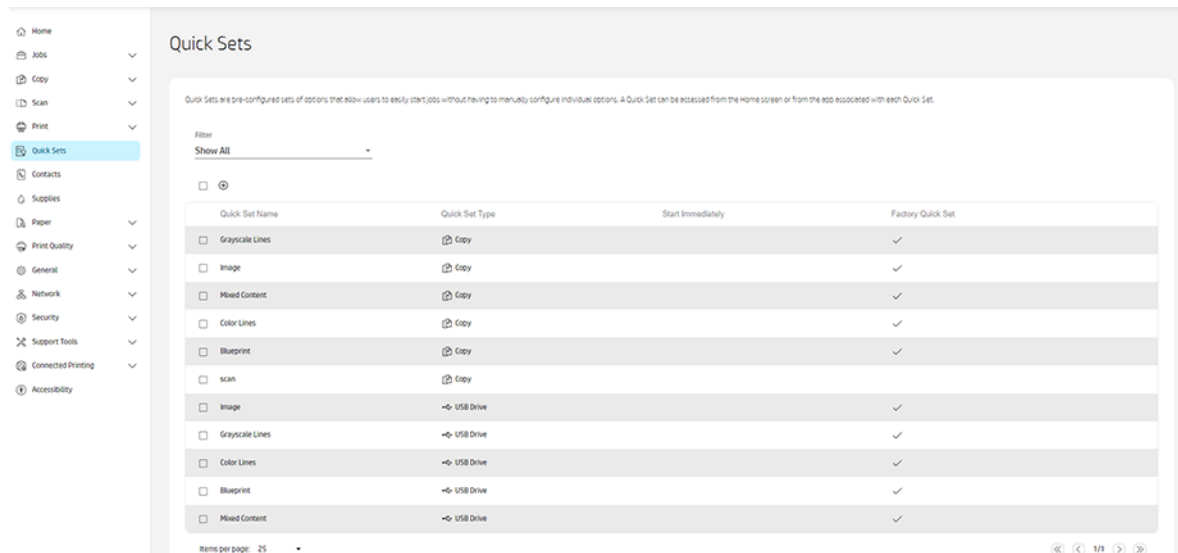 Home
Jobs
Copy
Scan
Print
Quick Sets
Contacts
Supplies
Paper
Print Quality
General
Network
Security
Support Tools
Connected Printing
Accessibility
Quick Sets
Quick Sets are pre-configured sets of options that allow users to easily start jobs without having to manually configure individual options. A Quick Set can be accessed from the Home screen or from the app associated with each Quick Set.
Filter
Show All
Quick Set Name Quick Set Type Start Immediately Factory Quick Set
Grayscale Lines Copy
Image Copy
Mixed Content Copy
Color Lines Copy
Blueprint Copy
scan Copy
Image USB Drive
Grayscale Lines USB Drive
Color Lines USB Drive
Blueprint USB Drive
Mixed Content USB Drive
Items per page: 25 1/1